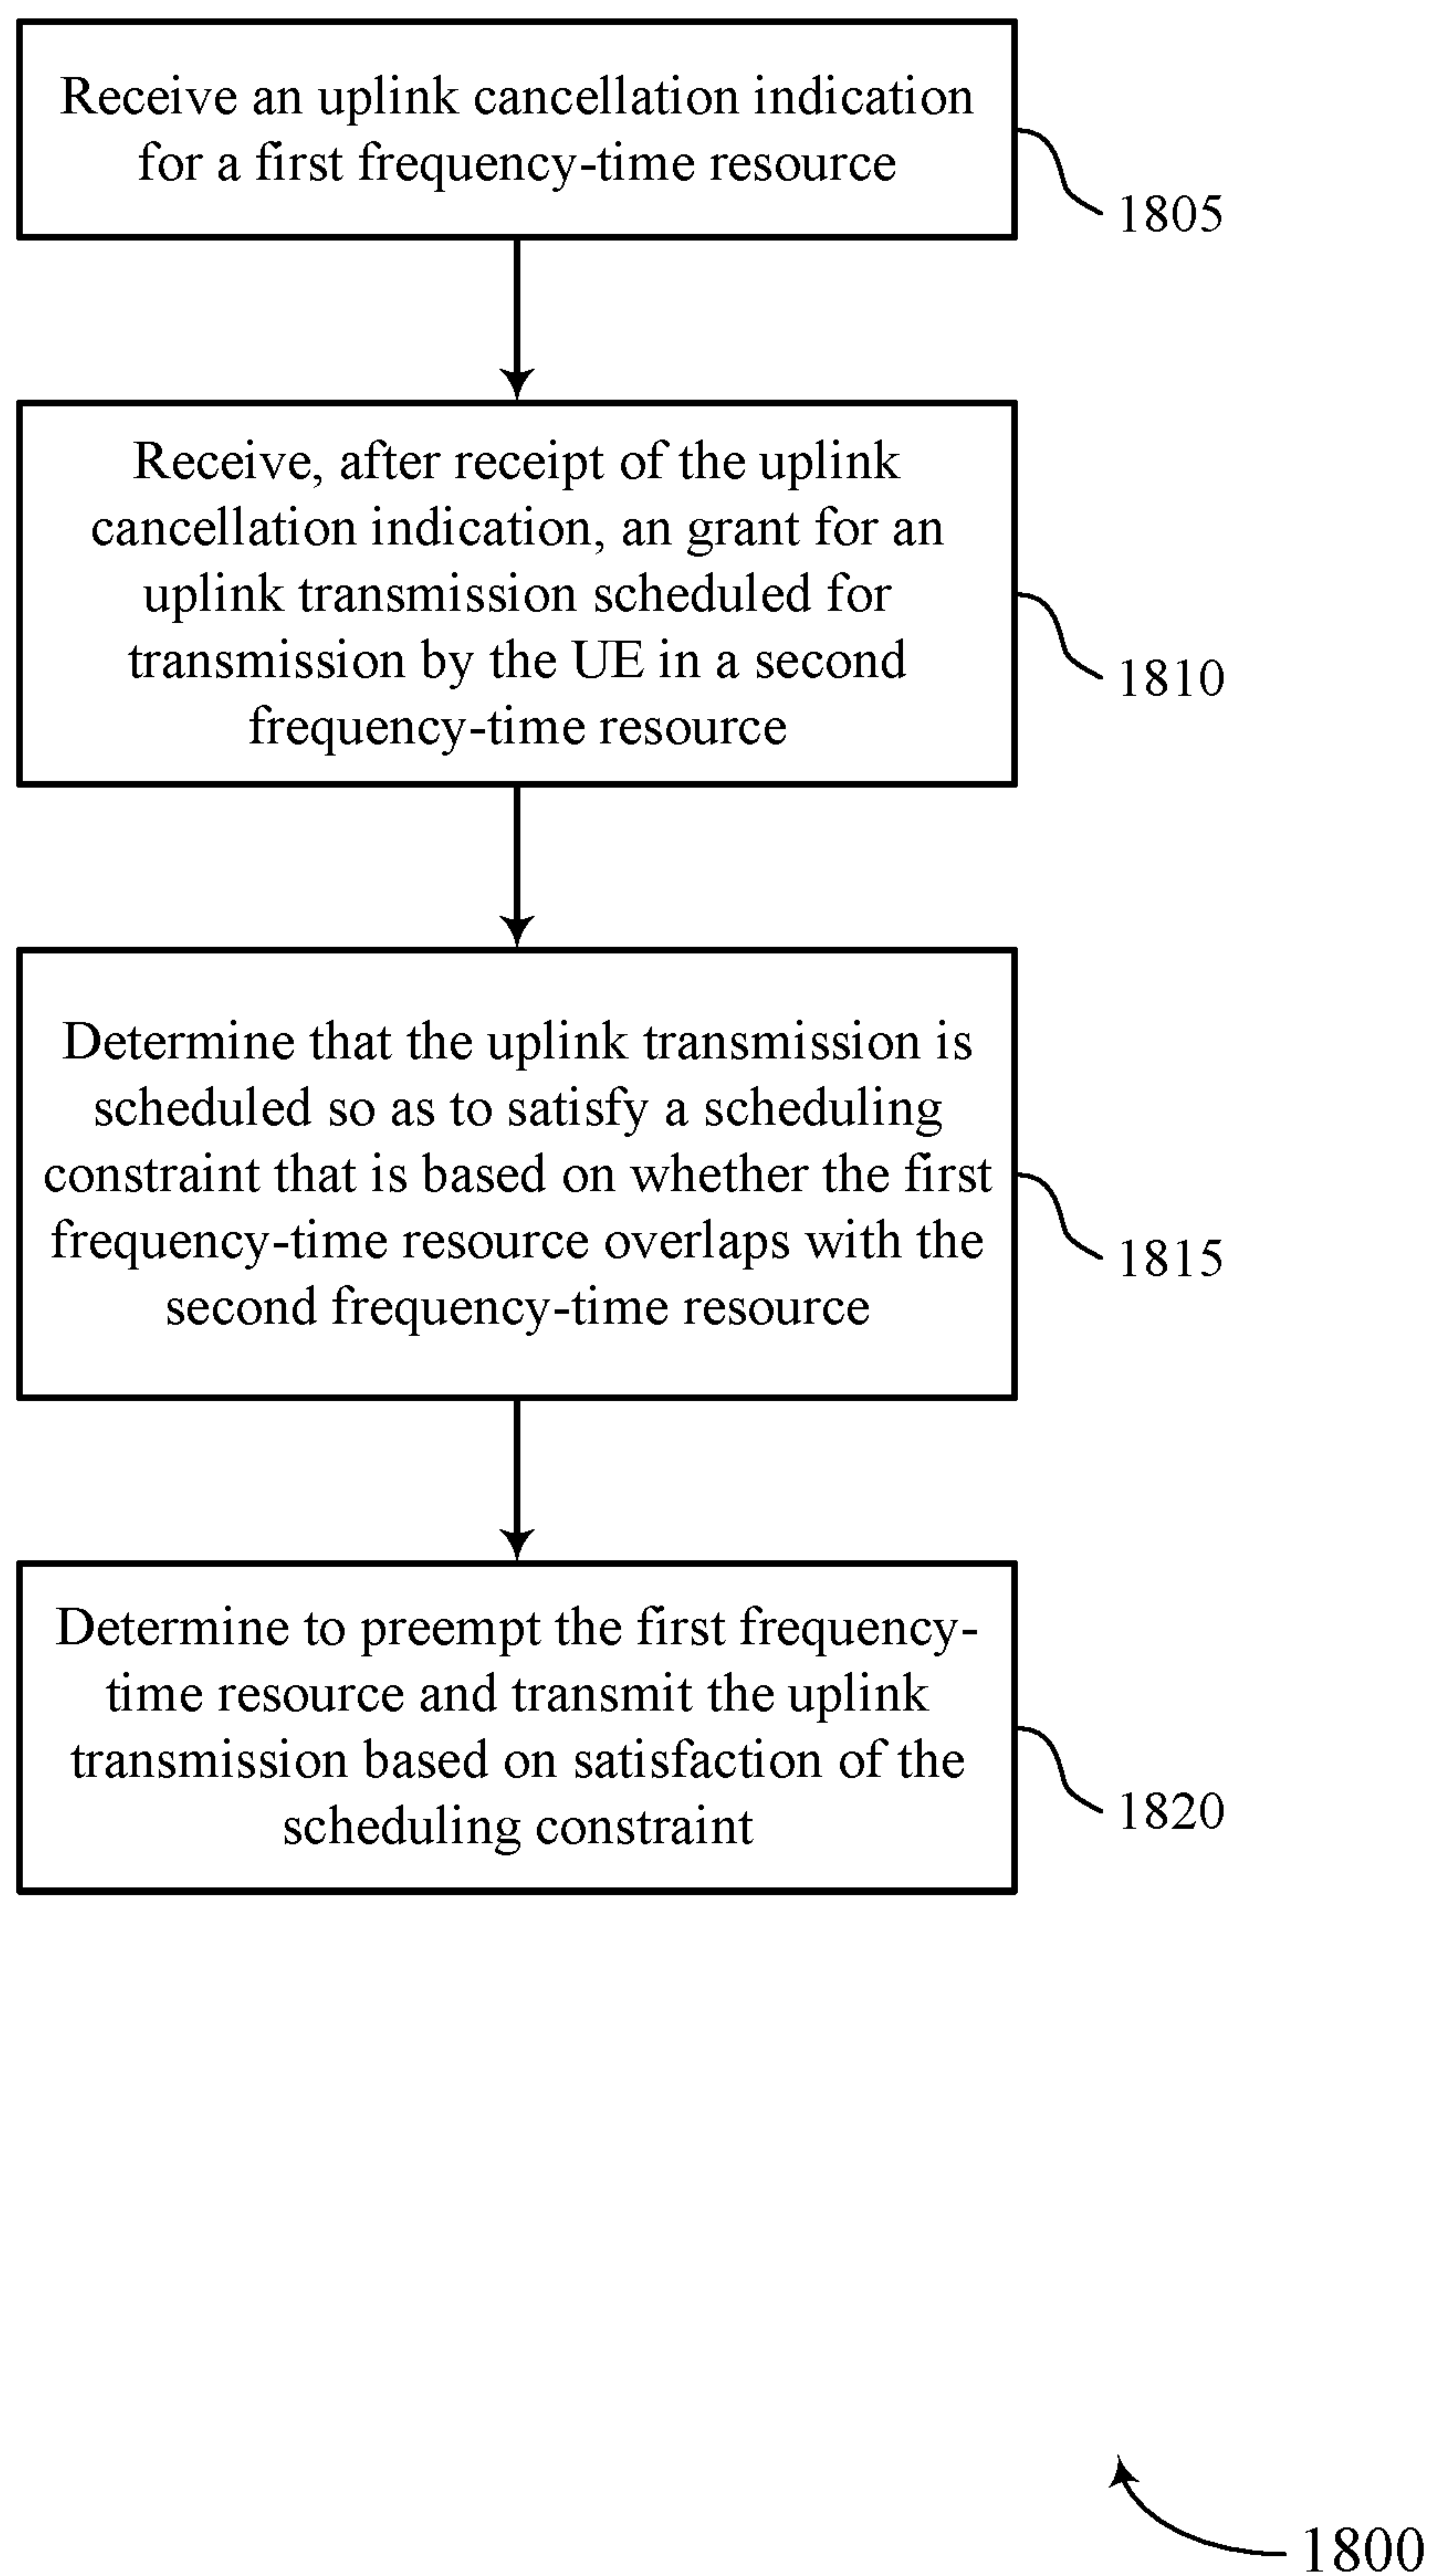 Receive an uplink cancellation indication
for a first frequency-time resource
1805
Receive, after receipt of the uplink
cancellation indication, an grant for an
uplink transmission scheduled for
transmission by the UE in a second
frequency-time resource
1810
Determine that the uplink transmission is
scheduled so as to satisfy a scheduling
constraint that is based on whether the first
frequency-time resource overlaps with the
second frequency-time resource
1815
Determine to preempt the first frequency-
time resource and transmit the uplink
transmission based on satisfaction of the
scheduling constraint
1820
1800